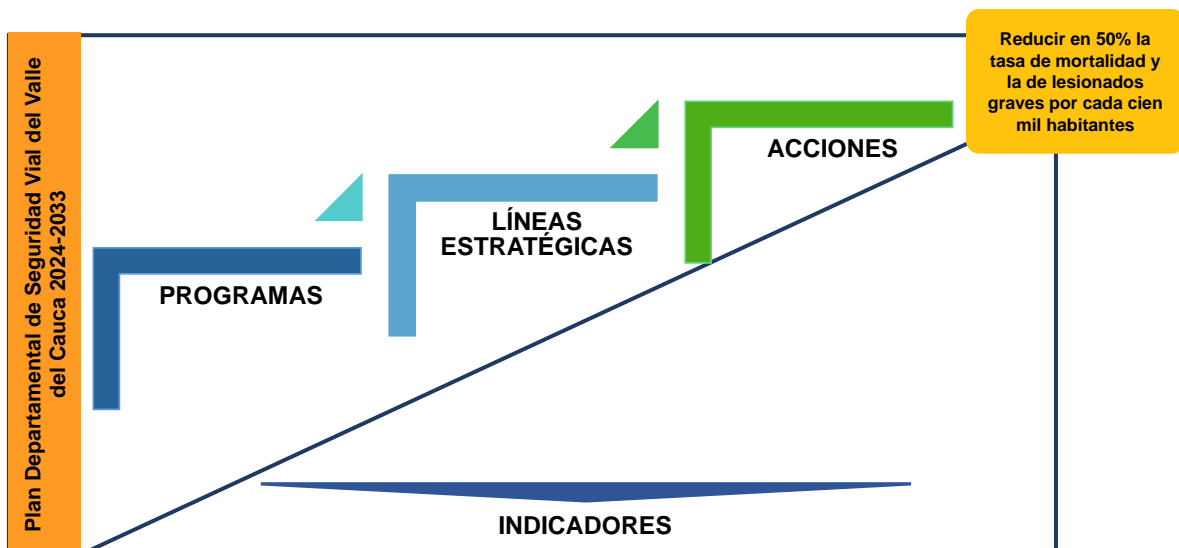 Plan Departamental de Seguridad Vial del Valle
del Cauca 2024-2033
Reducir en 50% la
tasa de mortalidad y
la de lesionados
graves por cada cien
mil habitantes
ACCIONES
LÍNEAS
ESTRATÉGICAS
PROGRAMAS
INDICADORES